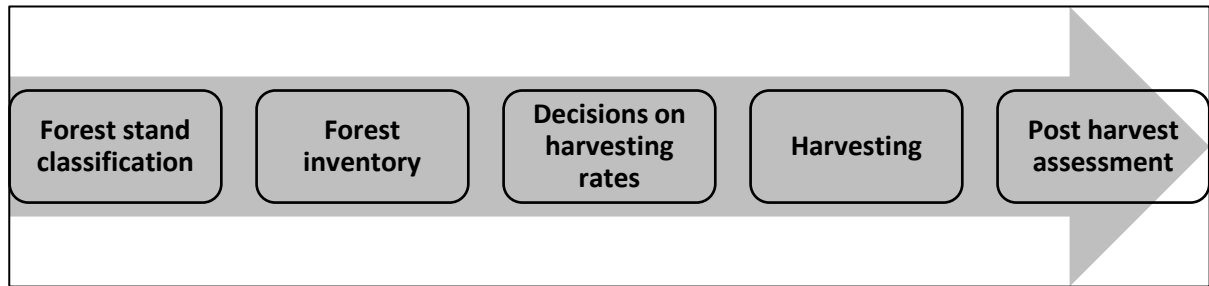 Forest stand
classification
Forest
inventory
Decisions on
harvesting
rates
Harvesting
Post harvest
assessment